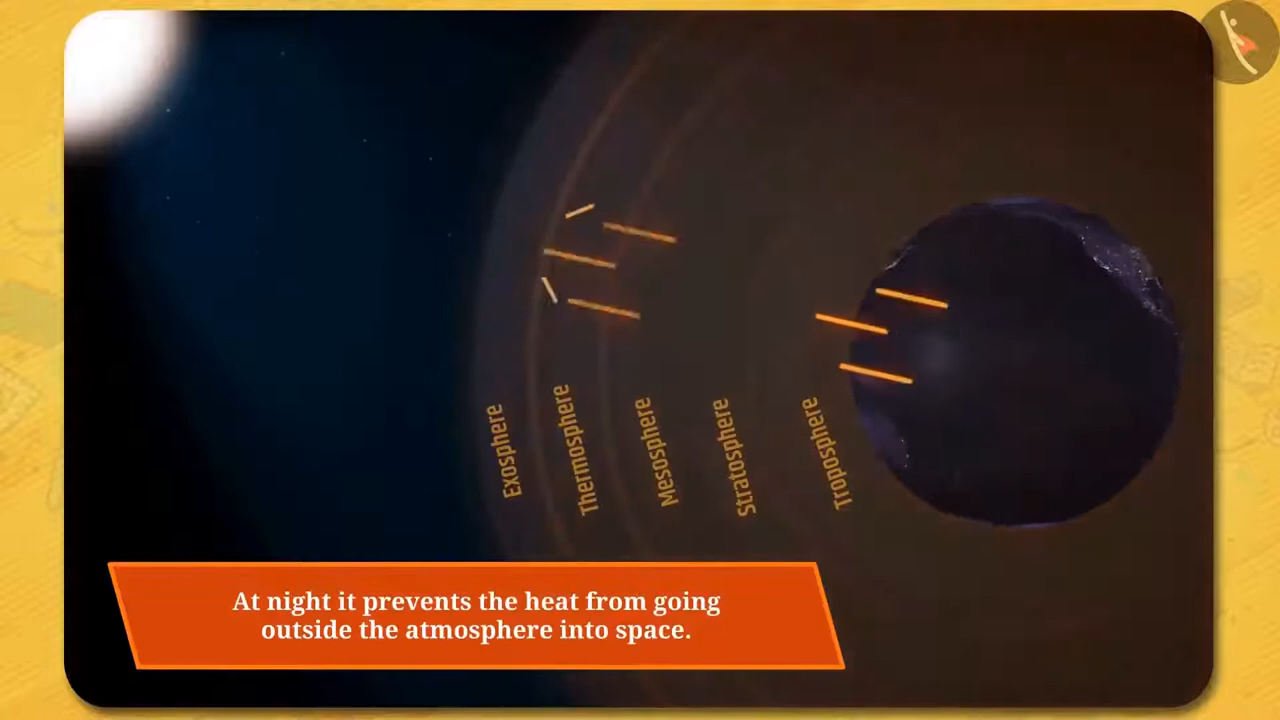 Exosphere
Thermosphere
Mesosphere
Stratosphere
Troposphere
At night it prevents the heat from going
outside the atmosphere into space.